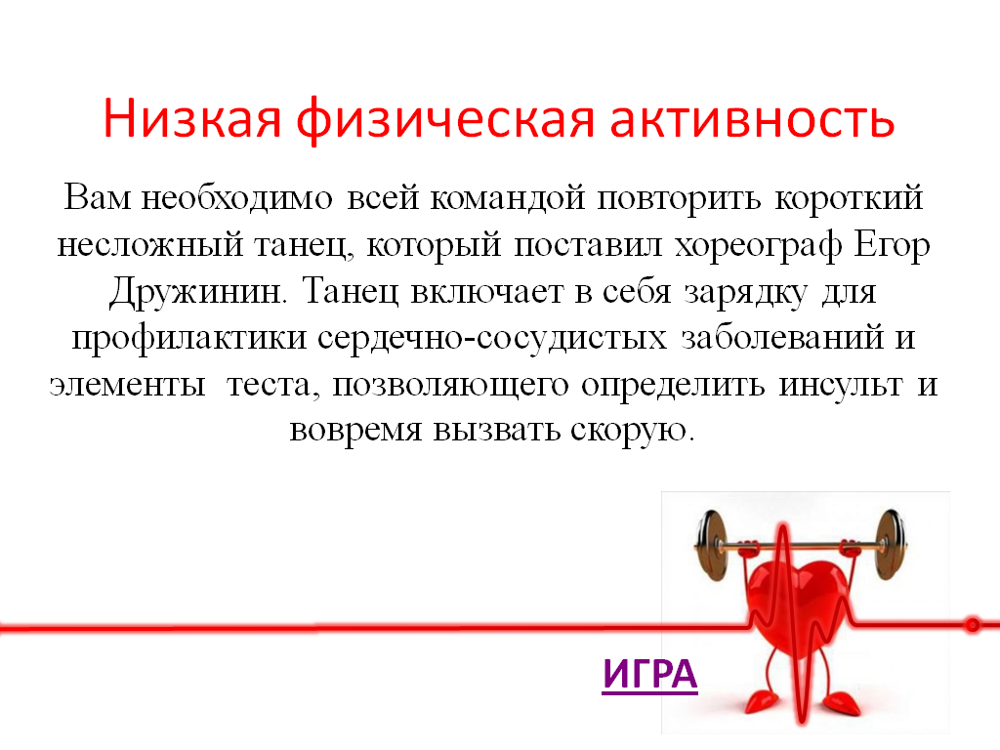 Низкая физическая активность
Вам необходимо всей командой повторить короткий
несложный танец, который поставил хореограф Егор
Дружинин. Танец включает в себя зарядку для
профилактики сердечно-сосудистых заболеваний и
элементы теста, позволяющего определить инсульт и
вовремя вызвать скорую.
ИГРА